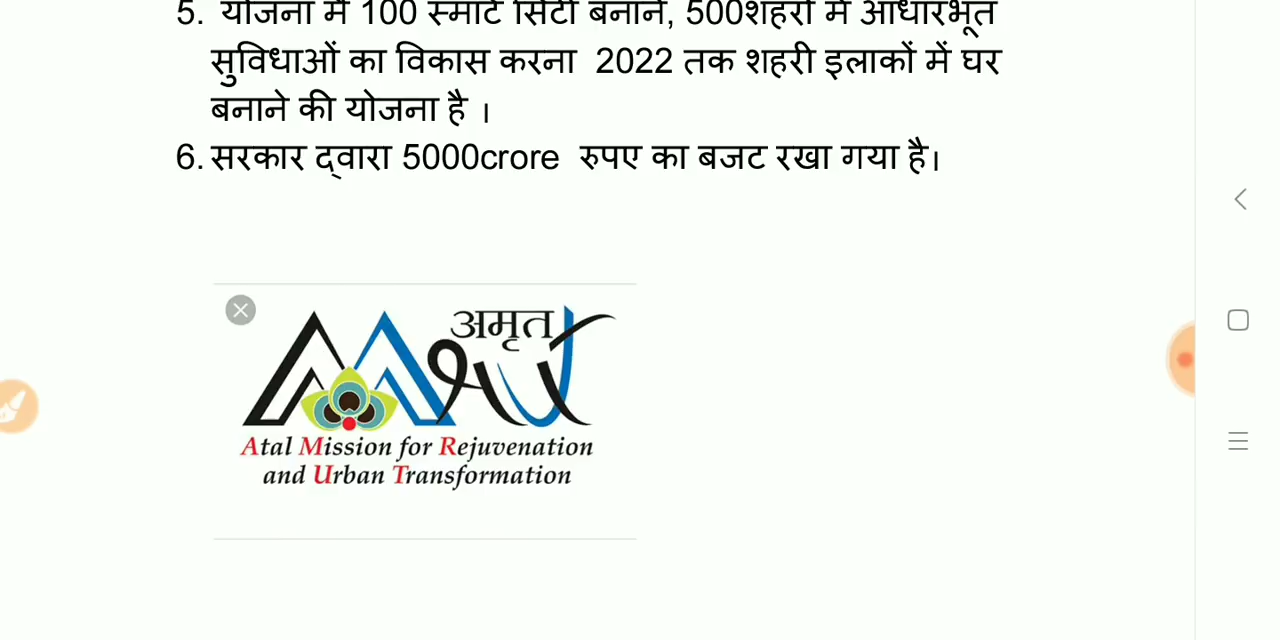 5. योजना में 100 स्मार्ट सिटी बनाने, 500शहरों में आधारभूत
सुविधाओं का विकास करना 2022 तक शहरी इलाकों में घर
बनाने की योजना है ।
6. सरकार द्वारा 5000crore रुपए का बजट रखा गया है।
अमृत
Atal Mission for Rejuvenation
and Urban Transformation